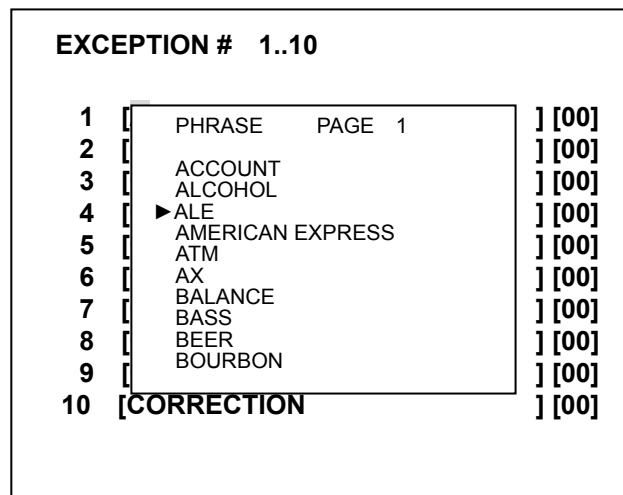 EXCEPTION # 1..10
1 [ ] [00]
2 [ ] [00]
3 [ ] [00]
4 [ ] [00]
5 [ ] [00]
6 [ ] [00]
7 [ ] [00]
8 [ ] [00]
9 [ ] [00]
10 [CORRECTION ] [00]
PHRASE PAGE 1
ACCOUNT
ALCOHOL
►ALE
AMERICAN EXPRESS
ATM
AX
BALANCE
BASS
BEER
BOURBON